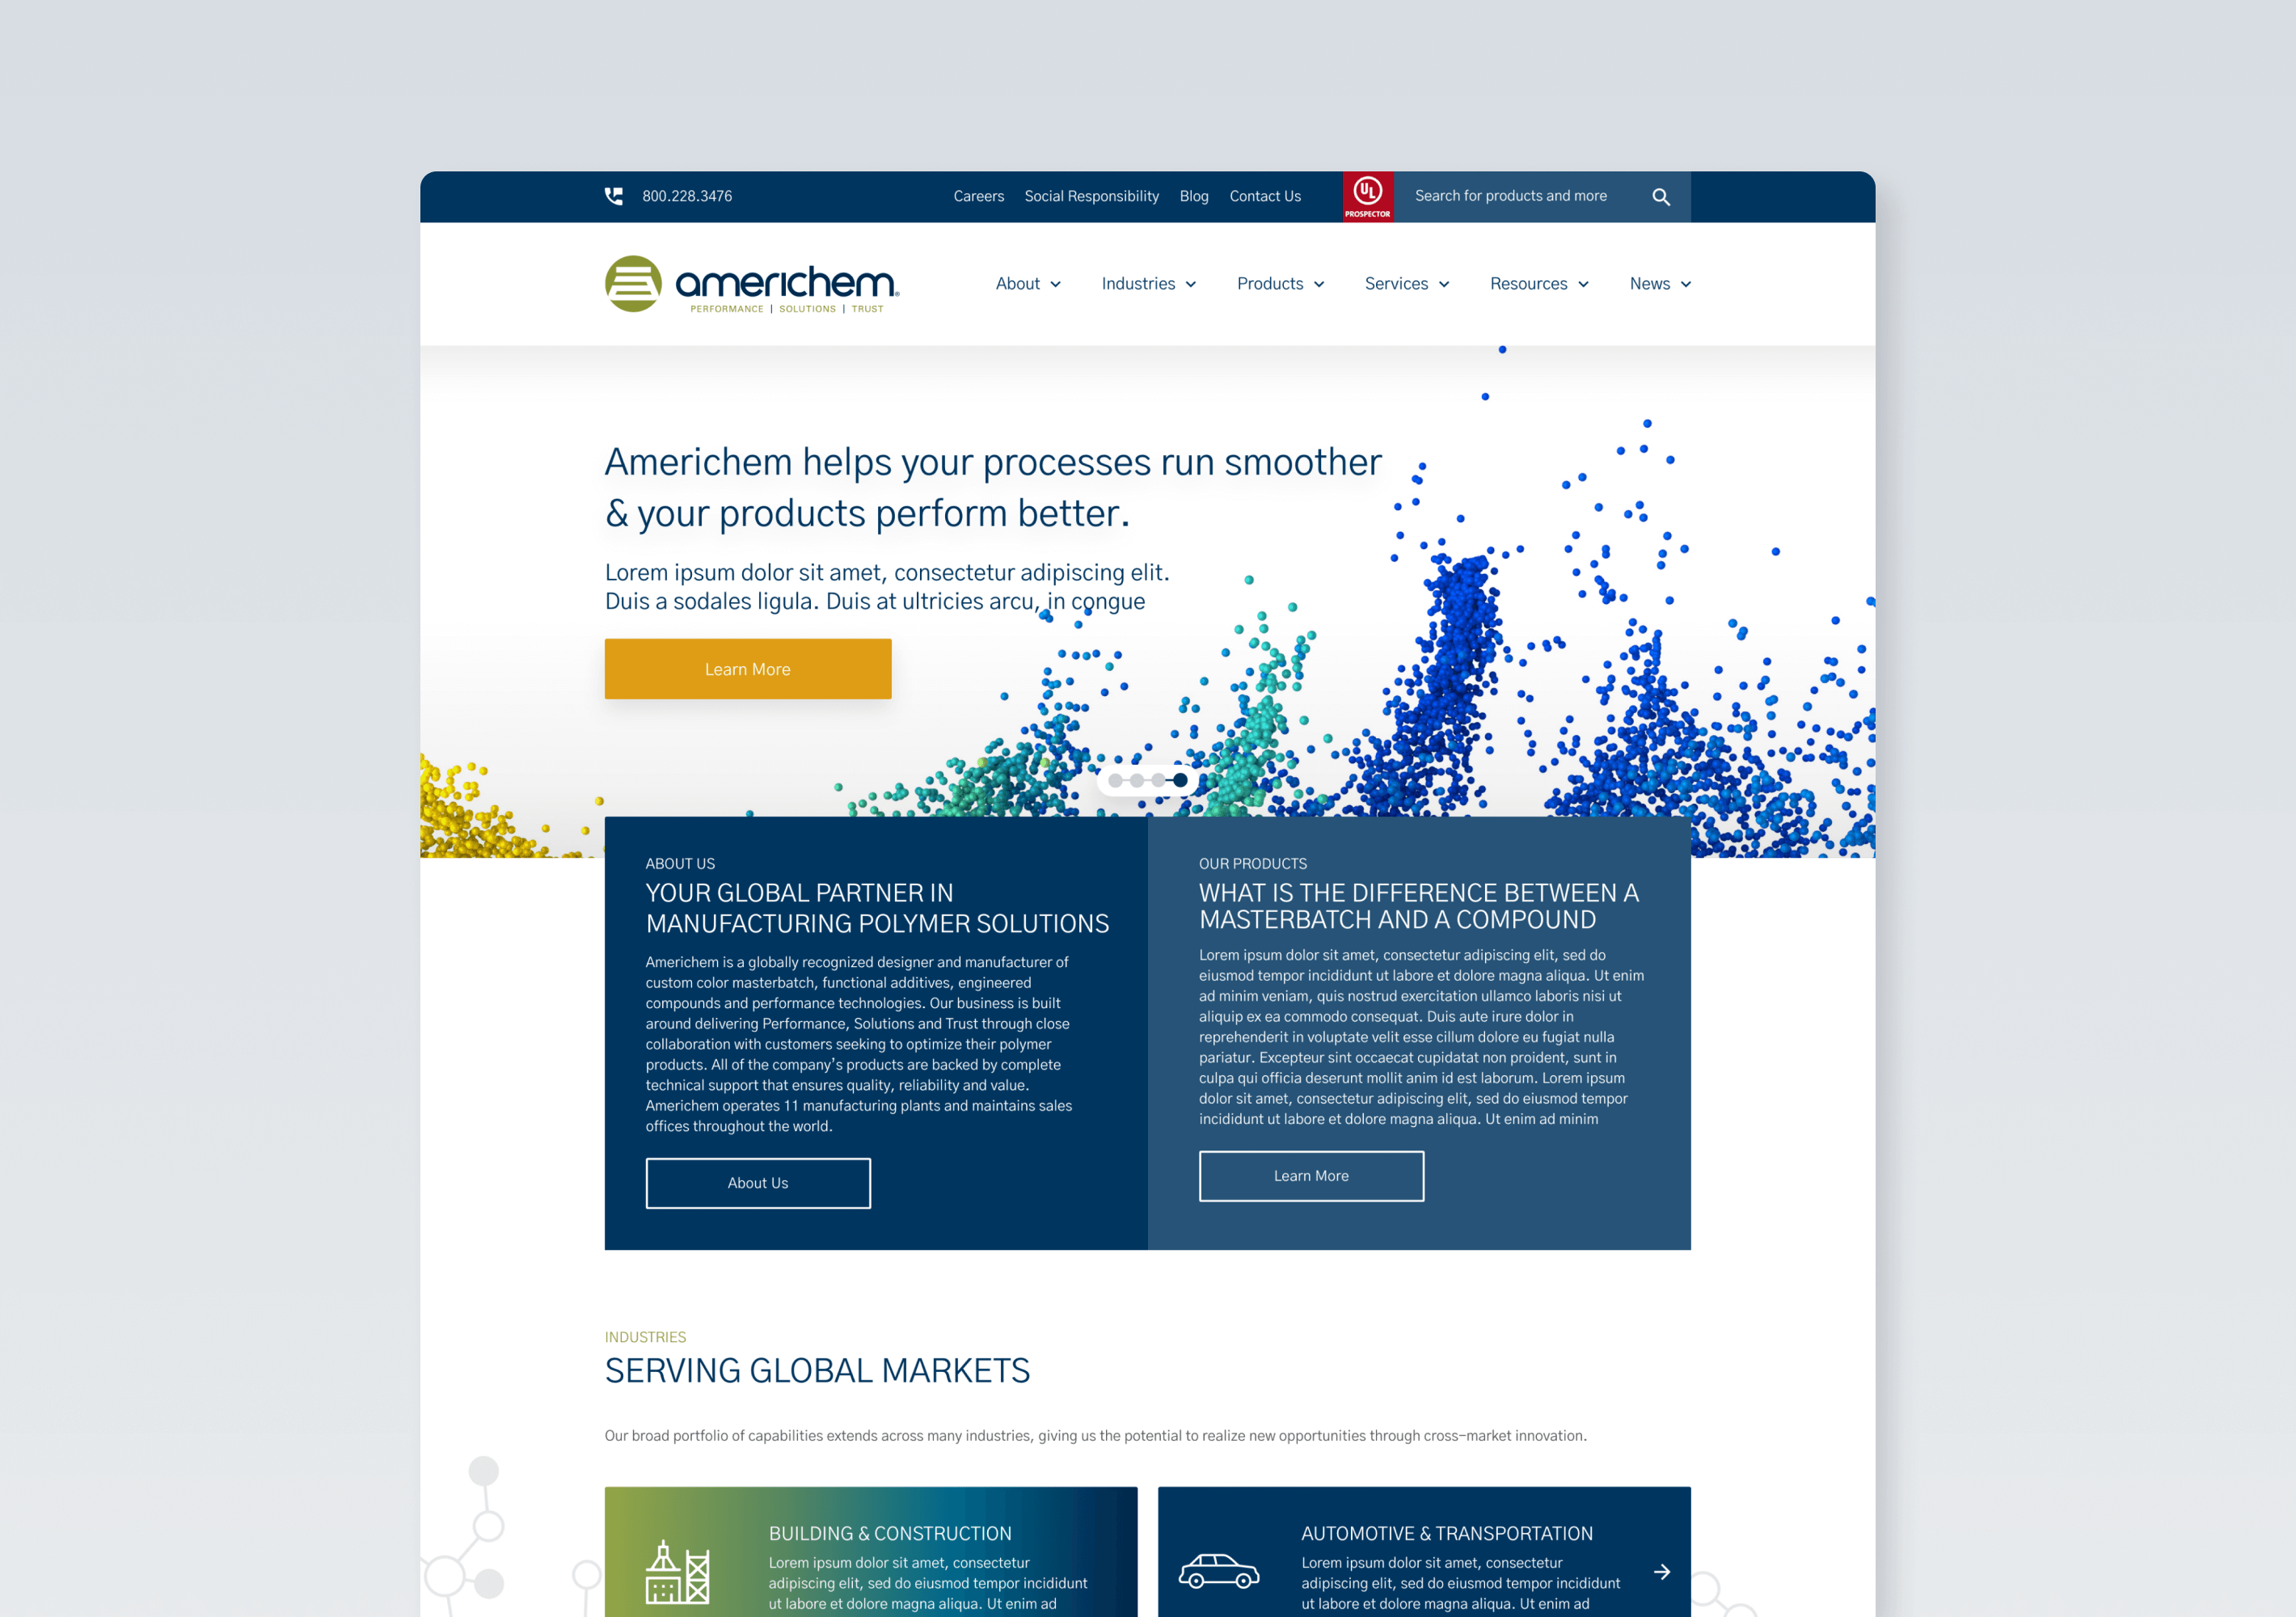 800.228.3476
Careers Social Responsibility Blog Contact Us
UL
PROSPECTOR
Search for products and more
americhem®
PERFORMANCE | SOLUTIONS | TRUST
About Industries Products Services Resources News
Americhem helps your processes run smoother
& your products perform better.
Lorem ipsum dolor sit amet, consectetur adipiscing elit.
Duis a sodales ligula. Duis at ultricies arcu, in congue
Learn More
ABOUT US
YOUR GLOBAL PARTNER IN
MANUFACTURING POLYMER SOLUTIONS
Americhem is a globally recognized designer and manufacturer of
custom color masterbatch, functional additives, engineered
compounds and performance technologies. Our business is built
around delivering Performance, Solutions and Trust through close
collaboration with customers seeking to optimize their polymer
products. All of the company's products are backed by complete
technical support that ensures quality, reliability and value.
Americhem operates 11 manufacturing plants and maintains sales
offices throughout the world.
About Us
OUR PRODUCTS
WHAT IS THE DIFFERENCE BETWEEN A
MASTERBATCH AND A COMPOUND
Lorem ipsum dolor sit amet, consectetur adipiscing elit, sed do
eiusmod tempor incididunt ut labore et dolore magna aliqua. Ut enim
ad minim veniam, quis nostrud exercitation ullamco laboris nisi ut
aliquip ex ea commodo consequat. Duis aute irure dolor in
reprehenderit in voluptate velit esse cillum dolore eu fugiat nulla
pariatur. Excepteur sint occaecat cupidatat non proident, sunt in
culpa qui officia deserunt mollit anim id est laborum. Lorem ipsum
dolor sit amet, consectetur adipiscing elit, sed do eiusmod tempor
incididunt ut labore et dolore magna aliqua. Ut enim ad minim
Learn More
INDUSTRIES
SERVING GLOBAL MARKETS
Our broad portfolio of capabilities extends across many industries, giving us the potential to realize new opportunities through cross-market innovation.
BUILDING & CONSTRUCTION
Lorem ipsum dolor sit amet, consectetur
adipiscing elit, sed do eiusmod tempor incididunt
ut labore et dolore magna aliqua. Ut enim ad
AUTOMOTIVE & TRANSPORTATION
Lorem ipsum dolor sit amet, consectetur
adipiscing elit, sed do eiusmod tempor incididunt
ut labore et dolore magna aliqua. Ut enim ad